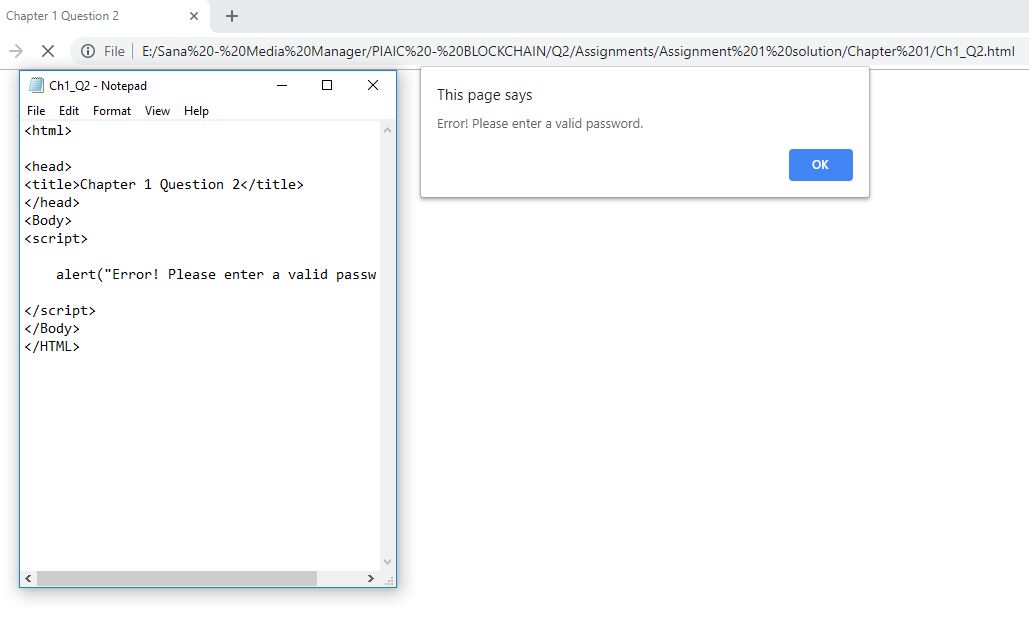 Chapter 1 Question 2
File E:/Sana%20-%20Media%20Manager/PIAIC%20-%20BLOCKCHAIN/Q2/Assignments/Assignment%201%20solution/Chapter%201/Ch1_Q2.html
Ch1_Q2 - Notepad
File Edit Format View Help
<html>
<head>
<title>Chapter 1 Question 2</title>
</head>
<Body>
<script>
alert("Error! Please enter a valid passw
</script>
</Body>
</HTML>
This page says
Error! Please enter a valid password.
OK